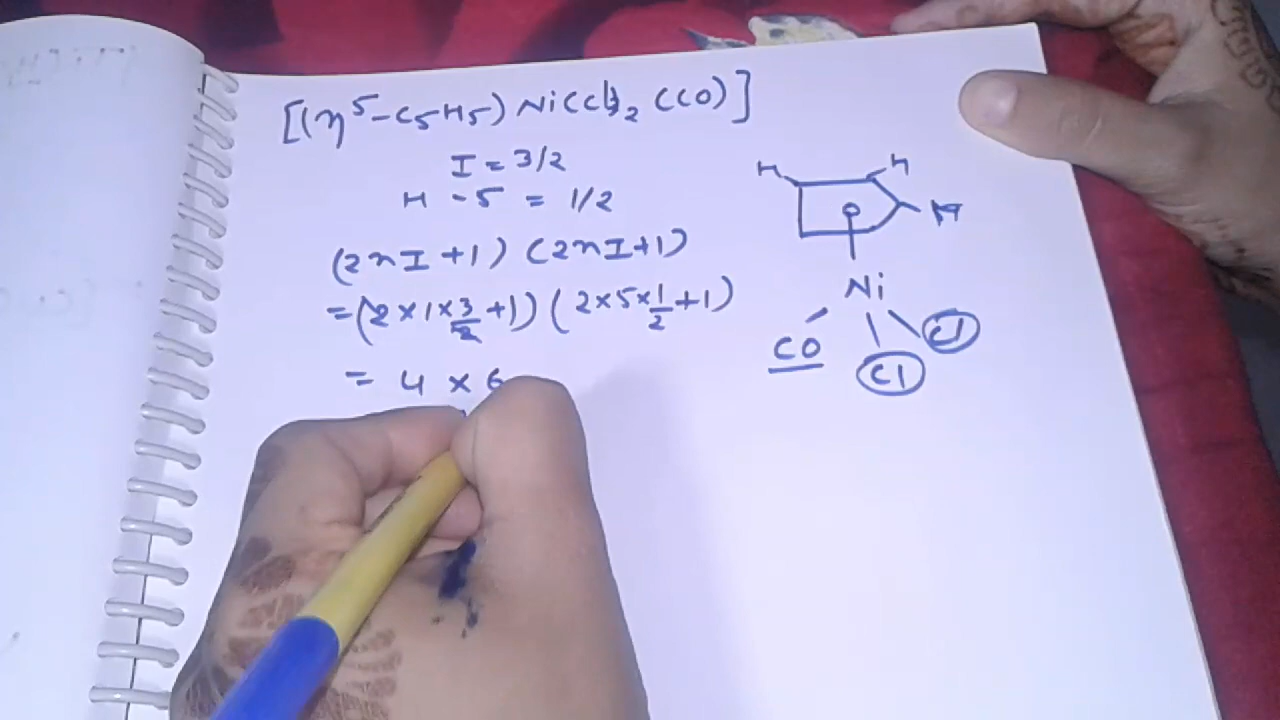 [(η⁵-C₅H₅) Ni(Cl)₂ (CO)]
I = 3/2
H - 5 = 1/2
(2nI + 1) (2nI + 1)
= (2 × 1 × 3/2 + 1) (2 × 5 × 1/2 + 1)
= 4 × 6
H H
H
Ni
CO Cl
Cl